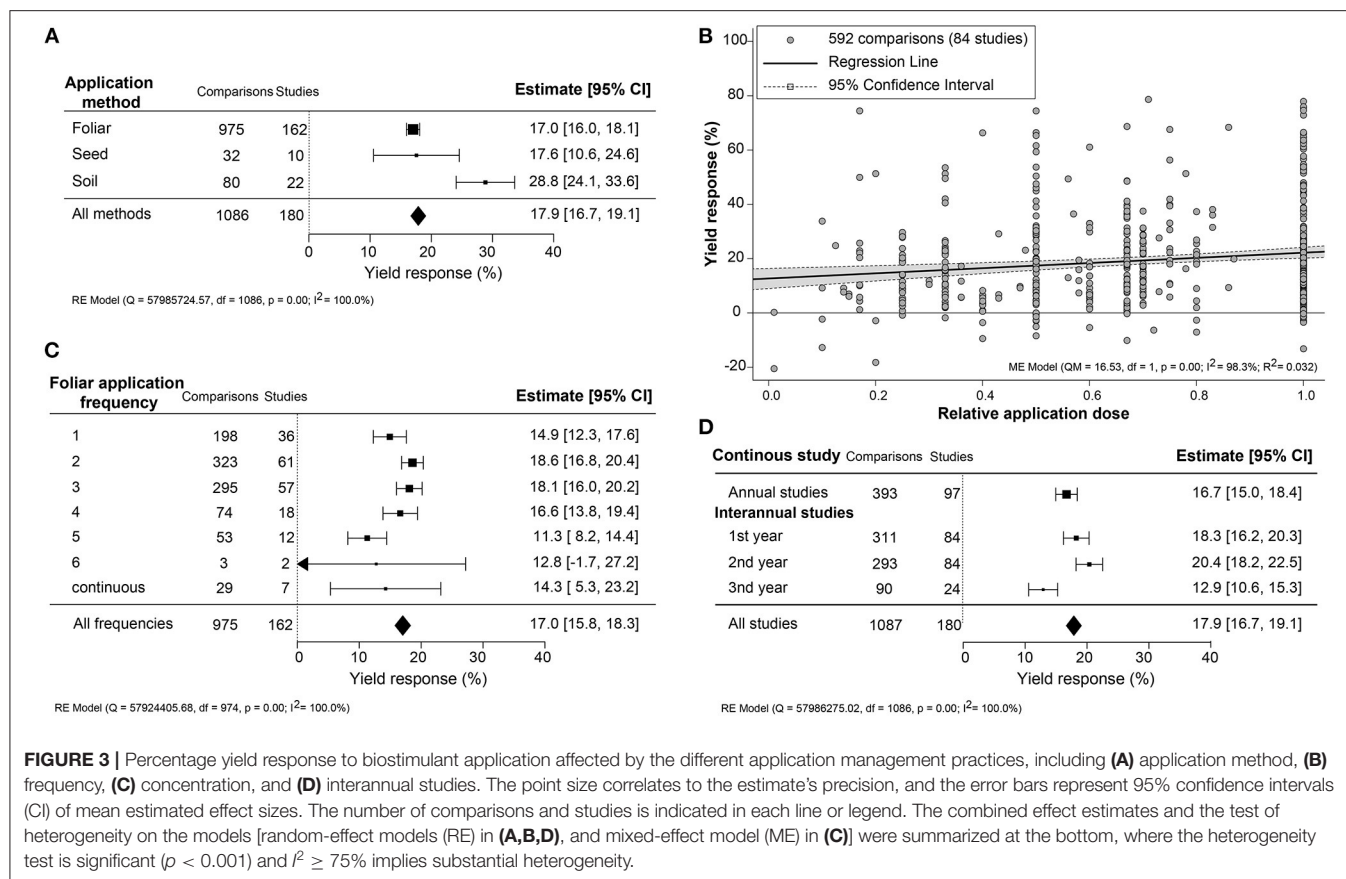 A
Application method Comparisons Studies Estimate [95% CI]
Foliar 975 162 17.0 [16.0, 18.1]
Seed 32 10 17.6 [10.6, 24.6]
Soil 80 22 28.8 [24.1, 33.6]
All methods 1086 180 17.9 [16.7, 19.1]
0 10 20 30 40
Yield response (%)
RE Model (Q = 57985724.57, df = 1086, p = 0.00; I2= 100.0%)
B
592 comparisons (84 studies)
Regression Line
95% Confidence Interval
100
80
60
40
20
0
-20
Yield response (%)
ME Model (QM = 16.53, df = 1, p = 0.00; I2= 98.3%; R2= 0.032)
0.0 0.2 0.4 0.6 0.8 1.0
Relative application dose
C
Foliar application frequency Comparisons Studies Estimate [95% CI]
1 198 36 14.9 [12.3, 17.6]
2 323 61 18.6 [16.8, 20.4]
3 295 57 18.1 [16.0, 20.2]
4 74 18 16.6 [13.8, 19.4]
5 53 12 11.3 [ 8.2, 14.4]
6 3 2 12.8 [-1.7, 27.2]
continuous 29 7 14.3 [ 5.3, 23.2]
All frequencies 975 162 17.0 [15.8, 18.3]
0 10 20 30 40
Yield response (%)
RE Model (Q = 57924405.68, df = 974, p = 0.00; I2= 100.0%)
D
Continous study Comparisons Studies Estimate [95% CI]
Annual studies 393 97 16.7 [15.0, 18.4]
Interannual studies
1st year 311 84 18.3 [16.2, 20.3]
2nd year 293 84 20.4 [18.2, 22.5]
3nd year 90 24 12.9 [10.6, 15.3]
All studies 1087 180 17.9 [16.7, 19.1]
0 10 20 30 40
Yield response (%)
RE Model (Q = 57986275.02, df = 1086, p = 0.00; I2= 100.0%)
FIGURE 3 | Percentage yield response to biostimulant application affected by the different application management practices, including (A) application method, (B)
frequency, (C) concentration, and (D) interannual studies. The point size correlates to the estimate's precision, and the error bars represent 95% confidence intervals
(CI) of mean estimated effect sizes. The number of comparisons and studies is indicated in each line or legend. The combined effect estimates and the test of
heterogeneity on the models [random-effect models (RE) in (A,B,D), and mixed-effect model (ME) in (C)] were summarized at the bottom, where the heterogeneity
test is significant (p < 0.001) and I2 ≥ 75% implies substantial heterogeneity.